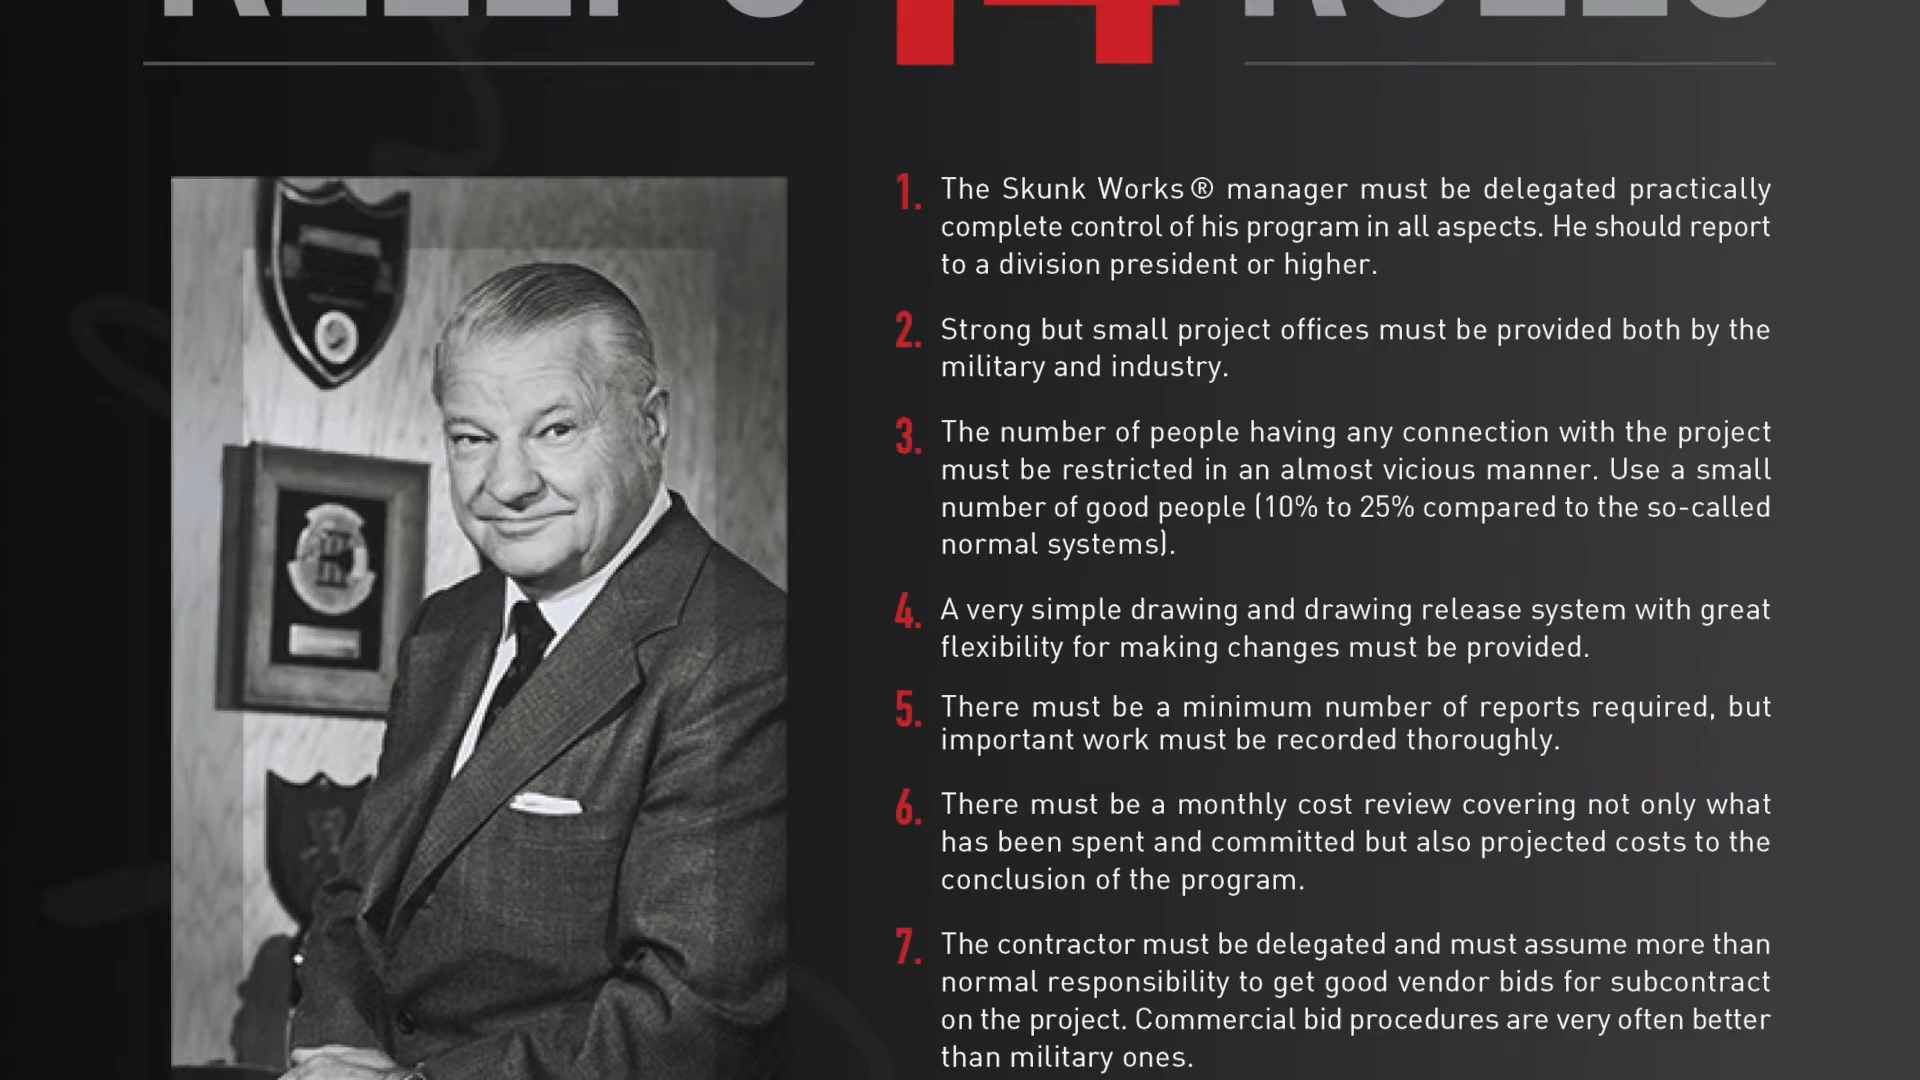 14
1. The Skunk Works® manager must be delegated practically
complete control of his program in all aspects. He should report
to a division president or higher.
2. Strong but small project offices must be provided both by the
military and industry.
3. The number of people having any connection with the project
must be restricted in an almost vicious manner. Use a small
number of good people (10% to 25% compared to the so-called
normal systems).
4. A very simple drawing and drawing release system with great
flexibility for making changes must be provided.
5. There must be a minimum number of reports required, but
important work must be recorded thoroughly.
6. There must be a monthly cost review covering not only what
has been spent and committed but also projected costs to the
conclusion of the program.
7. The contractor must be delegated and must assume more than
normal responsibility to get good vendor bids for subcontract
on the project. Commercial bid procedures are very often better
than military ones.